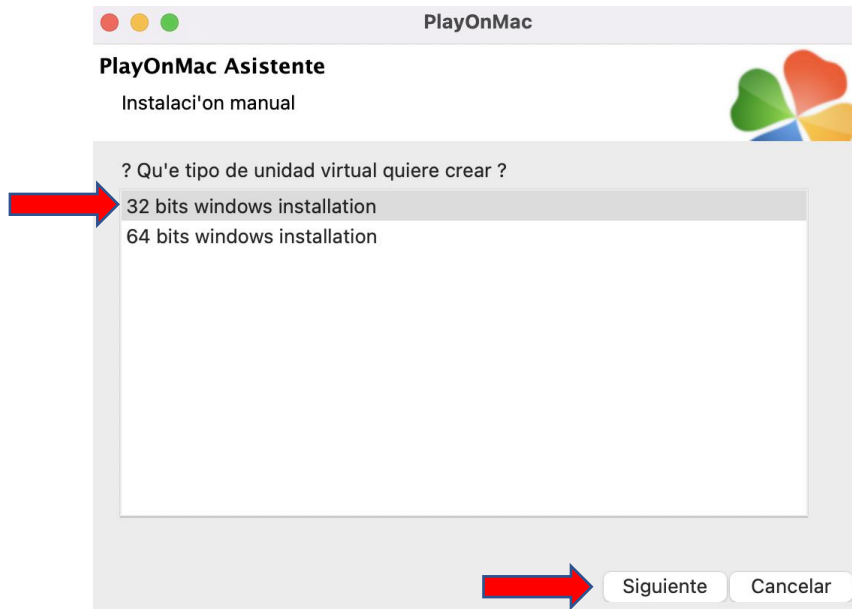 PlayOnMac
PlayOnMac Asistente
Instalaci'on manual
? Qu'e tipo de unidad virtual quiere crear ?
32 bits windows installation
64 bits windows installation
Siguiente Cancelar